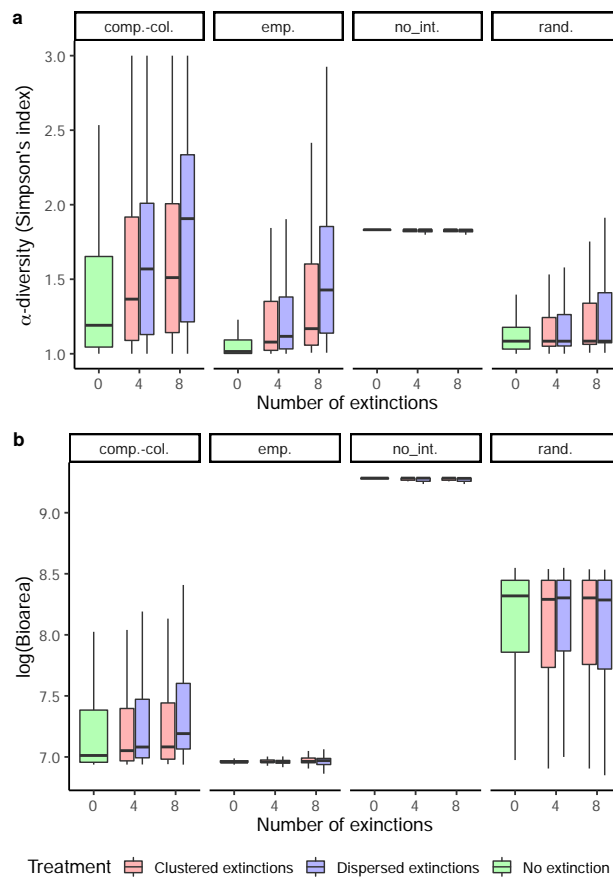 a
comp.-col. emp. no_int. rand.
α-diversity (Simpson's index)
3.0
2.5
2.0
1.5
1.0
0 4 8 0 4 8 0 4 8 0 4 8
Number of extinctions
b
comp.-col. emp. no_int. rand.
log(Bioarea)
9.0
8.5
8.0
7.5
7.0
0 4 8 0 4 8 0 4 8 0 4 8
Number of exinctions
Treatment Clustered extinctions Dispersed extinctions No extinction